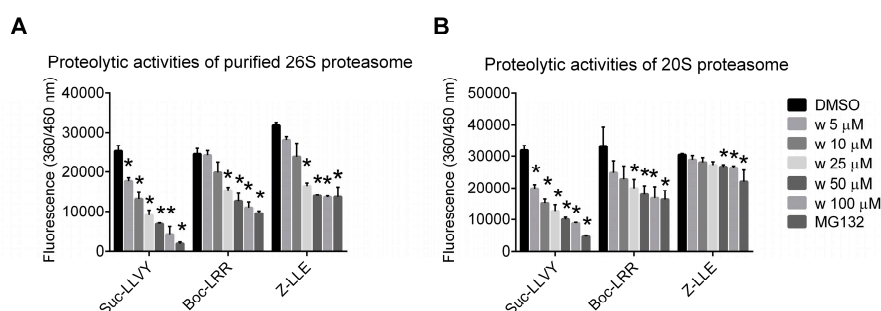 A
Proteolytic activities of purified 26S proteasome
Fluorescence (360/460 nm)
40000
30000
20000
10000
0
* * * ** * * * * * * ** *
Suc-LLVY
Boc-LRR
Z-LLE
B
Proteolytic activities of 20S proteasome
Fluorescence (360/460 nm)
50000
40000
30000
20000
10000
0
* * * * * * *** * ** *
Suc-LLVY
Boc-LRR
Z-LLE
DMSO
w 5 μM
w 10 μM
w 25 μM
w 50 μM
w 100 μM
MG132